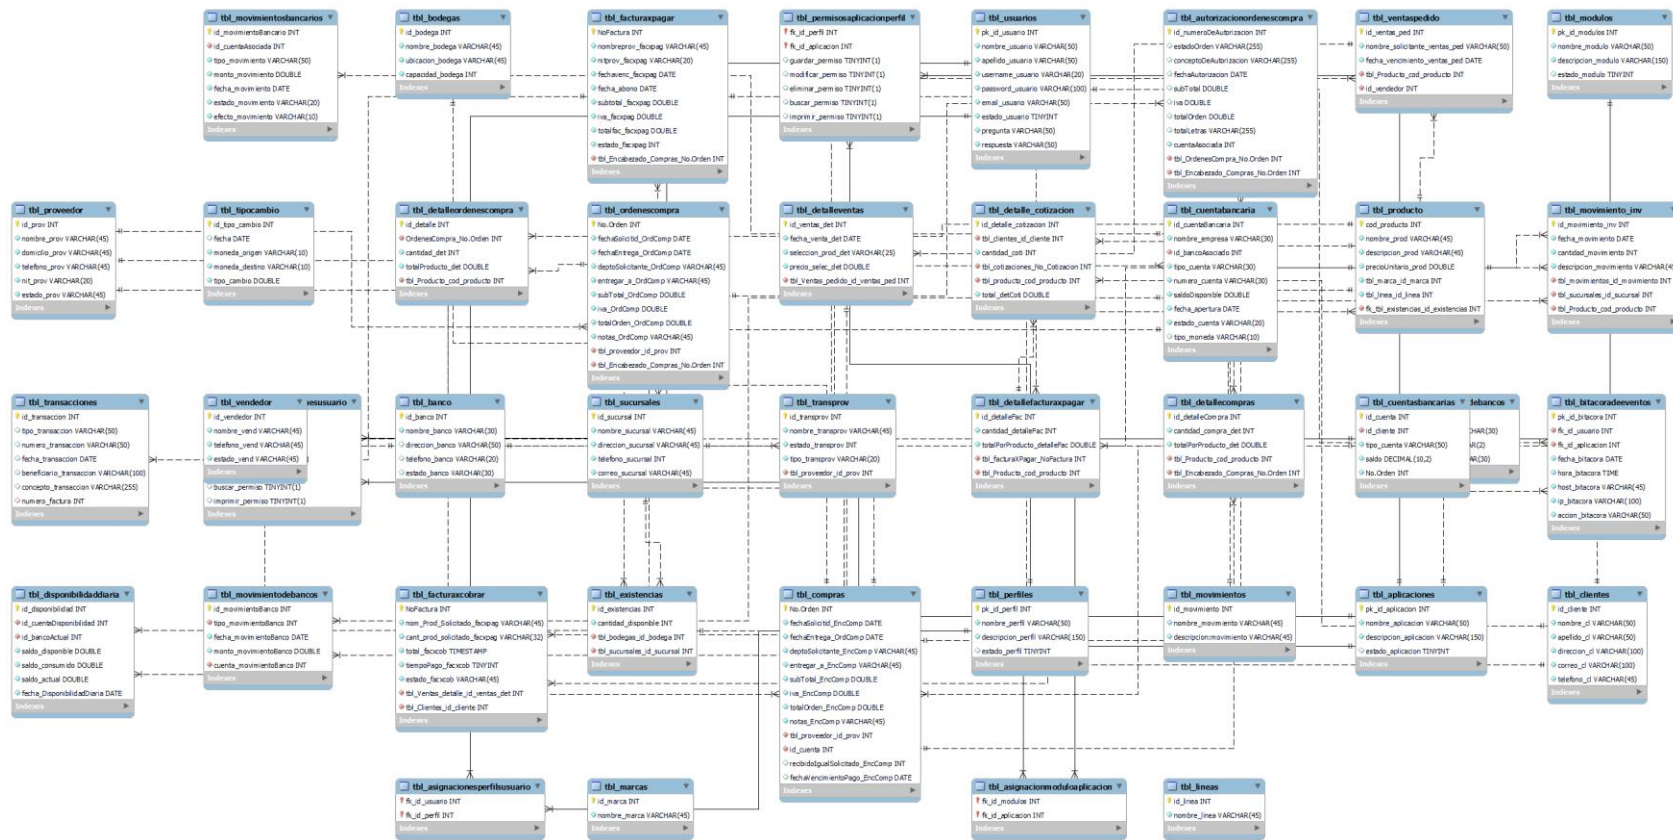 tbl_movimientosbancarios
id_movimientoBancario INT
id_cuentaAsociada INT
tipo_movimiento VARCHAR(50)
monto_movimiento DOUBLE
fecha_movimiento DATE
estado_movimiento VARCHAR(20)
efecto_movimiento VARCHAR(10)
Indexes
tbl_bodegas
id_bodega INT
nombre_bodega VARCHAR(45)
ubicacion_bodega VARCHAR(45)
capacidad_bodega INT
Indexes
tbl_facturaxpagar
NoFactura INT
nombreprov_facxpag VARCHAR(45)
nitprov_facxpag VARCHAR(20)
fechavenc_facxpag DATE
fecha_abono DATE
subtotal_facxpag DOUBLE
iva_facxpag DOUBLE
totalfac_facxpag DOUBLE
estado_facxpag INT
tbl_Encabezado_Compras_No.Orden INT
Indexes
tbl_permisosaplicacionperfil
fk_id_perfil INT
fk_id_aplicacion INT
guardar_permiso TINYINT(1)
modificar_permiso TINYINT(1)
eliminar_permiso TINYINT(1)
buscar_permiso TINYINT(1)
imprimir_permiso TINYINT(1)
Indexes
tbl_usuarios
pk_id_usuario INT
nombre_usuario VARCHAR(50)
apellido_usuario VARCHAR(50)
username_usuario VARCHAR(20)
password_usuario VARCHAR(100)
email_usuario VARCHAR(50)
estado_usuario TINYINT
pregunta VARCHAR(50)
respuesta VARCHAR(50)
Indexes
tbl_autorizacionordenescompra
id_numeroDeAutorizacion INT
estadoOrden VARCHAR(255)
conceptoDeAutorizacion VARCHAR(255)
fechaAutorizacion DATE
subTotal DOUBLE
iva DOUBLE
totalOrden DOUBLE
totalLetras VARCHAR(255)
cuentaAsociada INT
tbl_OrdenesCompra_No.Orden INT
tbl_Encabezado_Compras_No.Orden INT
Indexes
tbl_ventaspedido
id_ventas_ped INT
nombre_solicitante_ventas_ped VARCHAR(50)
fecha_vencimiento_ventas_ped DATE
tbl_Producto_cod_producto INT
id_vendedor INT
Indexes
tbl_modulos
pk_id_modulos INT
nombre_modulo VARCHAR(50)
descripcion_modulo VARCHAR(150)
estado_modulo TINYINT
Indexes
tbl_proveedor
id_prov INT
nombre_prov VARCHAR(45)
domicilio_prov VARCHAR(45)
telefono_prov VARCHAR(45)
nit_prov VARCHAR(20)
estado_prov VARCHAR(45)
Indexes
tbl_tipocambio
id_tipo_cambio INT
fecha DATE
moneda_origen VARCHAR(10)
moneda_destino VARCHAR(10)
tipo_cambio DOUBLE
Indexes
tbl_detalleordenescompra
id_detalle INT
OrdenesCompra_No.Orden INT
cantidad_det INT
totalProducto_det DOUBLE
tbl_Producto_cod_producto INT
Indexes
tbl_ordenescompra
No.Orden INT
fechaSolicitid_OrdComp DATE
fechaEntrega_OrdComp DATE
deptoSolicitante_OrdComp VARCHAR(45)
entregar_a_OrdComp VARCHAR(45)
subTotal_OrdComp DOUBLE
iva_OrdComp DOUBLE
totalOrden_OrdComp DOUBLE
notas_OrdComp VARCHAR(45)
tbl_proveedor_id_prov INT
tbl_Encabezado_Compras_No.Orden INT
Indexes
tbl_detalleventas
id_ventas_det INT
fecha_venta_det DATE
seleccion_prod_det VARCHAR(25)
precio_selec_det DOUBLE
tbl_Ventas_pedido_id_ventas_ped INT
Indexes
tbl_detalle_cotizacion
id_detalle_cotizacion INT
tbl_clientes_id_cliente INT
cantidad_coti INT
tbl_cotizaciones_No_Cotizacion INT
tbl_producto_cod_producto INT
total_detCoti DOUBLE
Indexes
tbl_cuentabancaria
id_cuentaBancaria INT
nombre_empresa VARCHAR(30)
id_bancoAsociado INT
tipo_cuenta VARCHAR(30)
numero_cuenta VARCHAR(30)
saldoDisponible DOUBLE
fecha_apertura DATE
estado_cuenta VARCHAR(20)
tipo_moneda VARCHAR(10)
Indexes
tbl_producto
cod_producto INT
nombre_prod VARCHAR(45)
descripcion_prod VARCHAR(45)
precioUnitario_prod DOUBLE
tbl_marca_id_marca INT
tbl_linea_id_linea INT
fk_tbl_existencias_id_existencias INT
Indexes
tbl_movimiento_inv
id_movimiento_inv INT
fecha_movimiento DATE
cantidad_movimiento INT
descripcion_movimiento VARCHAR(45)
tbl_movimientos_id_movimiento INT
tbl_sucursales_id_sucursal INT
tbl_Producto_cod_producto INT
Indexes
tbl_transacciones
id_transaccion INT
tipo_transaccion VARCHAR(50)
numero_transaccion VARCHAR(50)
fecha_transaccion DATE
beneficiario_transaccion VARCHAR(100)
concepto_transaccion VARCHAR(255)
numero_factura INT
Indexes
tbl_vendedor
id_vendedor INT
nombre_vend VARCHAR(45)
telefono_vend VARCHAR(45)
estado_vend VARCHAR(45)
Indexes
esusuario
buscar_permiso TINYINT(1)
imprimir_permiso TINYINT(1)
Indexes
tbl_banco
id_banco INT
nombre_banco VARCHAR(30)
direccion_banco VARCHAR(50)
telefono_banco VARCHAR(20)
estado_banco VARCHAR(30)
Indexes
tbl_sucursales
id_sucursal INT
nombre_sucursal VARCHAR(45)
direccion_sucursal VARCHAR(45)
telefono_sucursal INT
correo_sucursal VARCHAR(45)
Indexes
tbl_transprov
id_transprov INT
nombre_transprov VARCHAR(45)
estado_transprov INT
tipo_transprov VARCHAR(20)
tbl_proveedor_id_prov INT
Indexes
tbl_detallefacturaxpagar
id_detalleFac INT
cantidad_detalleFac INT
totalPorProducto_detalleFac DOUBLE
tbl_facturaXPagar_NoFactura INT
tbl_Producto_cod_producto INT
Indexes
tbl_detallecompras
id_detalleCompra INT
cantidad_compra_det INT
totalPorProducto_det DOUBLE
tbl_Producto_cod_producto INT
tbl_Encabezado_Compras_No.Orden INT
Indexes
tbl_cuentasbancarias
id_cuenta INT
id_cliente INT
tipo_cuenta VARCHAR(50)
saldo DECIMAL(10,2)
No.Orden INT
Indexes
debancos
CHAR(30)
CHAR(2)
CHAR(30)
tbl_bitacoradeeventos
pk_id_bitacora INT
fk_id_usuario INT
fk_id_aplicacion INT
fecha_bitacora DATE
hora_bitacora TIME
host_bitacora VARCHAR(45)
ip_bitacora VARCHAR(100)
accion_bitacora VARCHAR(50)
Indexes
tbl_disponibilidaddiaria
id_disponibilidad INT
id_cuentaDisponibilidad INT
id_bancoActual INT
saldo_disponible DOUBLE
saldo_consumido DOUBLE
saldo_actual DOUBLE
fecha_DisponibilidadDiaria DATE
Indexes
tbl_movimientodebancos
id_movimientoBanco INT
tipo_movimientoBanco INT
fecha_movimientoBanco DATE
monto_movimientoBanco DOUBLE
cuenta_movimientoBanco INT
Indexes
tbl_facturaxcobrar
NoFactura INT
nom_Prod_Solicitado_facxpag VARCHAR(45)
cant_prod_solicitado_facxpag VARCHAR(32)
total_facxcob TIMESTAMP
tiempoPago_facxcob TINYINT
estado_facxcob VARCHAR(45)
tbl_Ventas_detalle_id_ventas_det INT
tbl_Clientes_id_cliente INT
Indexes
tbl_existencias
id_existencias INT
cantidad_disponible INT
tbl_bodegas_id_bodega INT
tbl_sucursales_id_sucursal INT
Indexes
tbl_compras
No.Orden INT
fechaSolicitid_EncComp DATE
fechaEntrega_OrdComp DATE
deptoSolicitante_EncComp VARCHAR(45)
entregar_a_EncComp VARCHAR(45)
subTotal_EncComp DOUBLE
iva_EncComp DOUBLE
totalOrden_EncComp DOUBLE
notas_EncComp VARCHAR(45)
tbl_proveedor_id_prov INT
id_cuenta INT
recibidoIgualSolicitado_EncComp INT
fechaVencimientoPago_EncComp DATE
Indexes
tbl_perfiles
pk_id_perfil INT
nombre_perfil VARCHAR(50)
descripcion_perfil VARCHAR(150)
estado_perfil TINYINT
Indexes
tbl_movimientos
id_movimiento INT
nombre_movimiento VARCHAR(45)
descripcion:movimiento VARCHAR(45)
Indexes
tbl_aplicaciones
pk_id_aplicacion INT
nombre_aplicacion VARCHAR(50)
descripcion_aplicacion VARCHAR(150)
estado_aplicacion TINYINT
Indexes
tbl_clientes
id_cliente INT
nombre_cl VARCHAR(50)
apellido_cl VARCHAR(50)
direccion_cl VARCHAR(100)
correo_cl VARCHAR(100)
telefono_cl VARCHAR(45)
Indexes
tbl_asignacionesperfilsusuario
fk_id_usuario INT
fk_id_perfil INT
Indexes
tbl_marcas
id_marca INT
nombre_marca VARCHAR(45)
Indexes
tbl_asignacionmoduloaplicacion
fk_id_modulos INT
fk_id_aplicacion INT
Indexes
tbl_lineas
id_linea INT
nombre_linea VARCHAR(45)
Indexes